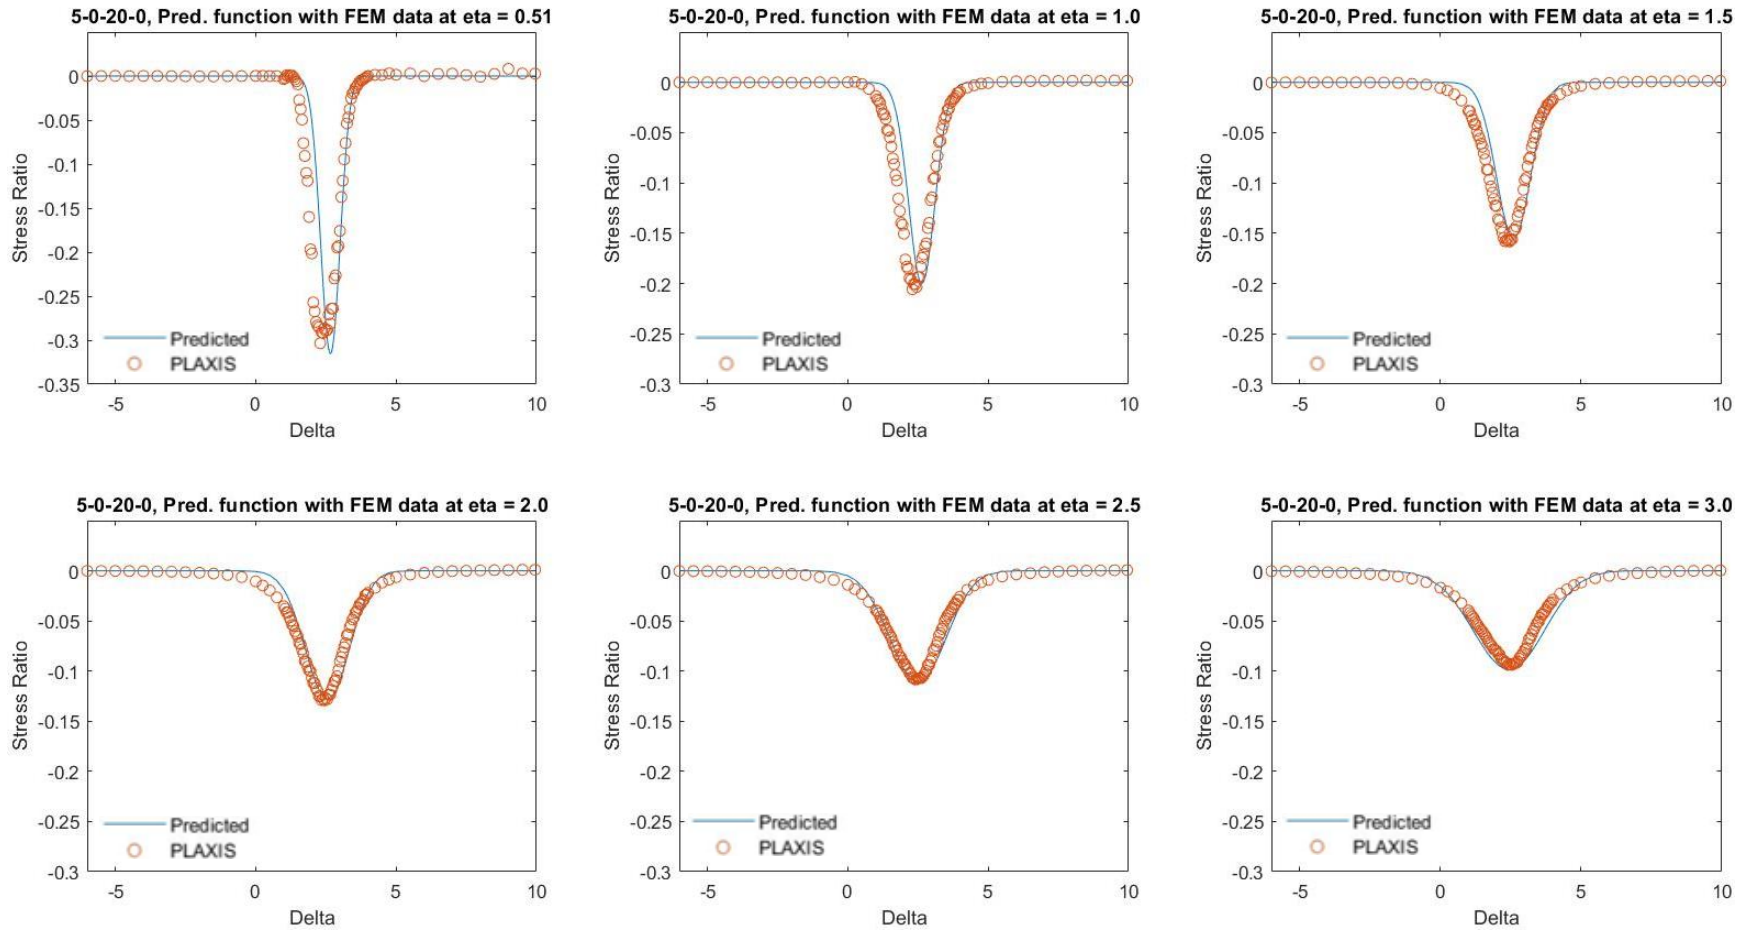 5-0-20-0, Pred. function with FEM data at eta = 0.51
0
-0.05
-0.1
-0.15
-0.2
-0.25
-0.3
-0.35
Stress Ratio
Predicted
PLAXIS
-5 0 5 10
Delta
5-0-20-0, Pred. function with FEM data at eta = 1.0
0
-0.05
-0.1
-0.15
-0.2
-0.25
-0.3
Stress Ratio
Predicted
PLAXIS
-5 0 5 10
Delta
5-0-20-0, Pred. function with FEM data at eta = 1.5
0
-0.05
-0.1
-0.15
-0.2
-0.25
-0.3
Stress Ratio
Predicted
PLAXIS
-5 0 5 10
Delta
5-0-20-0, Pred. function with FEM data at eta = 2.0
0
-0.05
-0.1
-0.15
-0.2
-0.25
-0.3
Stress Ratio
Predicted
PLAXIS
-5 0 5 10
Delta
5-0-20-0, Pred. function with FEM data at eta = 2.5
0
-0.05
-0.1
-0.15
-0.2
-0.25
-0.3
Stress Ratio
Predicted
PLAXIS
-5 0 5 10
Delta
5-0-20-0, Pred. function with FEM data at eta = 3.0
0
-0.05
-0.1
-0.15
-0.2
-0.25
-0.3
Stress Ratio
Predicted
PLAXIS
-5 0 5 10
Delta